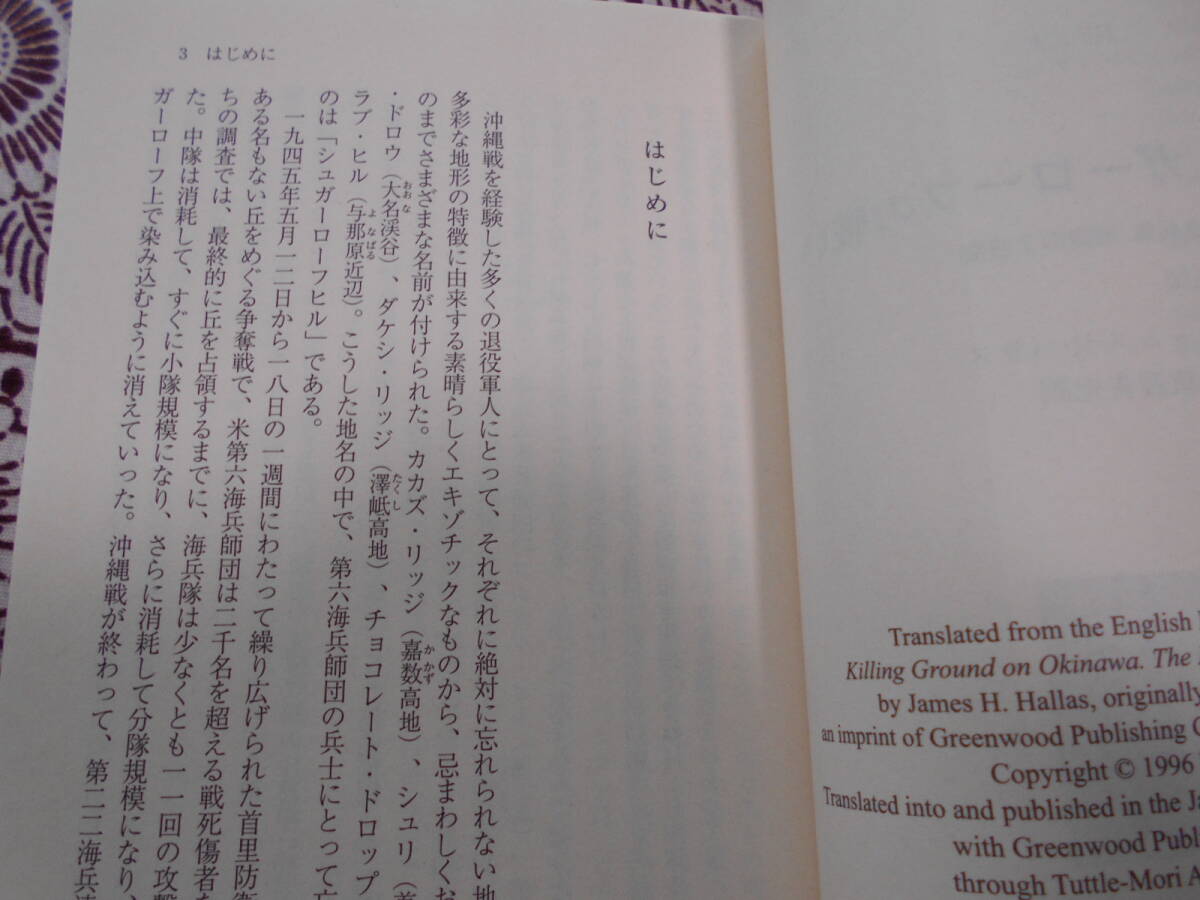 3 はじめに
はじめに
沖縄戦を経験した多くの退役軍人にとって、それぞれに絶対に忘れられない地
多彩な地形の特徴に由来する素晴らしくエキゾチックなものから、忌まわしくお
のまでさまざまな名前が付けられた。カカズ・リッジ（嘉数高地）、シュリ（首
・ドロウ（大名渓谷）、ダケシ・リッジ（澤岻高地）、チョコレート・ドロップ
ラブ・ヒル（与那原近辺）。こうした地名の中で、第六海兵師団の兵士にとって忘
のは「シュガーローフヒル」である。
一九四五年五月一二日から一八日の一週間にわたって繰り広げられた首里防衛
ある名もない丘をめぐる争奪戦で、米第六海兵師団は二千名を超える戦死傷者を
ちの調査では、最終的に丘を占領するまでに、海兵隊は少なくとも一一回の攻撃
た。中隊は消耗して、すぐに小隊規模になり、さらに消耗して分隊規模になり、
ガーローフ上で染み込むように消えていった。沖縄戦が終わって、第二二海兵連
Translated from the English
Killing Ground on Okinawa. The
by James H. Hallas, originally
an imprint of Greenwood Publishing
Copyright © 1996
Translated into and published in the
with Greenwood
through Tuttle-Mori